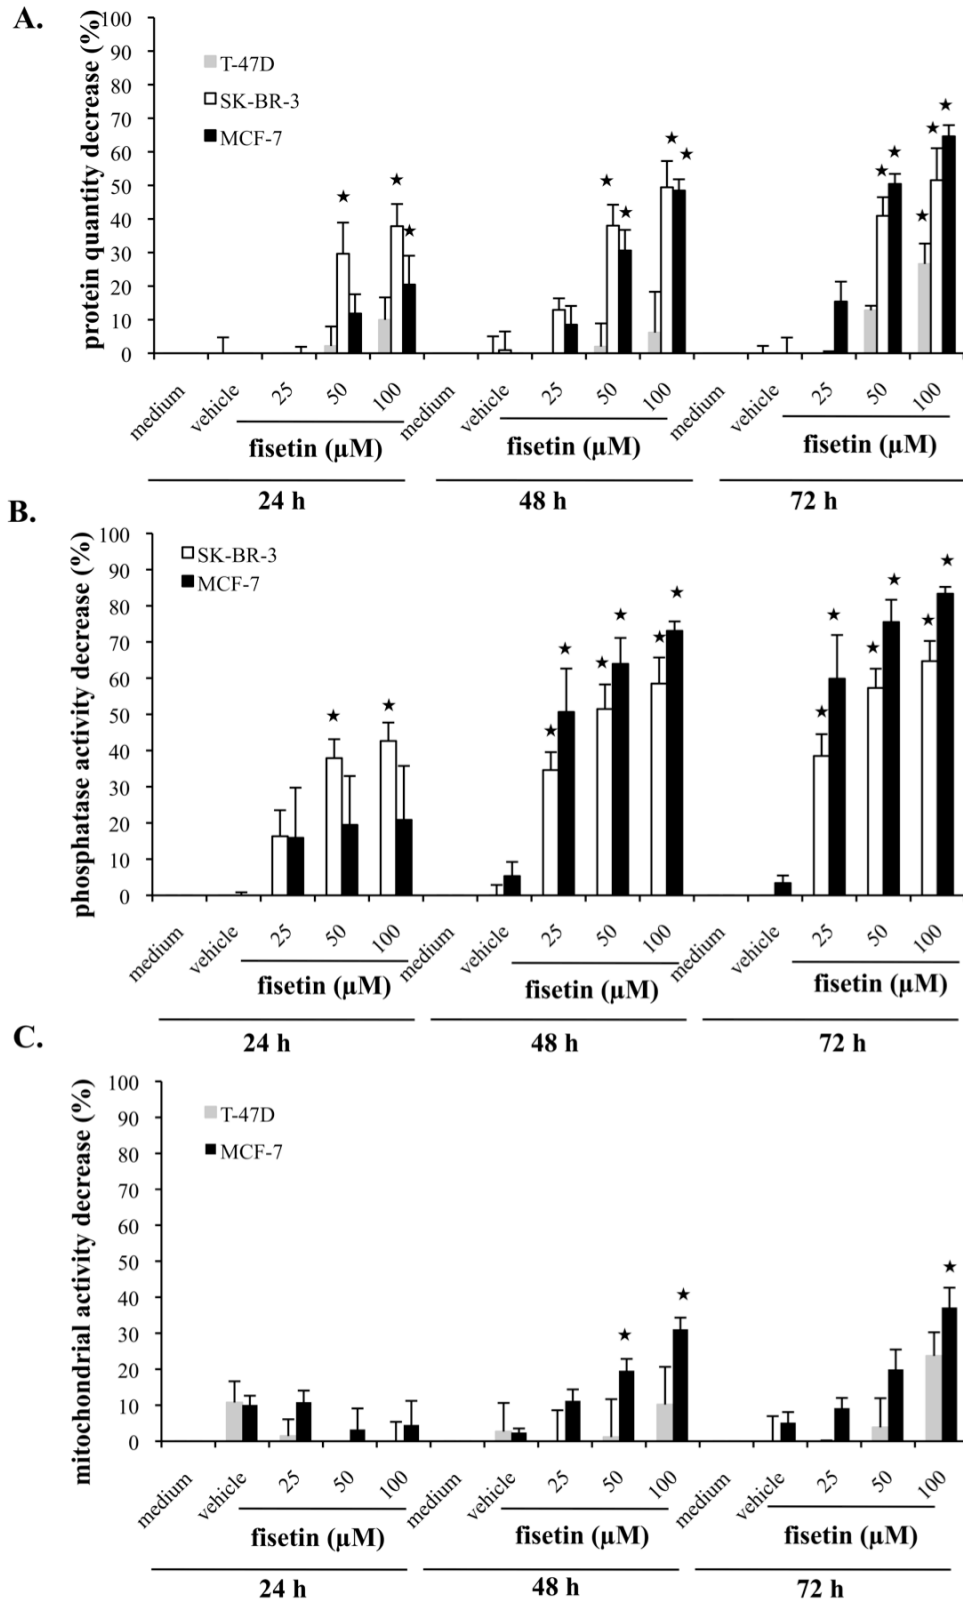 A.
protein quantity decrease (%)
100
90
80
70
60
50
40
30
20
10
0
T-47D
SK-BR-3
MCF-7
medium vehicle 25 50 100 medium vehicle 25 50 100 medium vehicle 25 50 100
fisetin (µM) fisetin (µM) fisetin (µM)
24 h 48 h 72 h
B.
phosphatase activity decrease (%)
100
90
80
70
60
50
40
30
20
10
0
SK-BR-3
MCF-7
medium vehicle 25 50 100 medium vehicle 25 50 100 medium vehicle 25 50 100
fisetin (µM) fisetin (µM) fisetin (µM)
24 h 48 h 72 h
C.
mitochondrial activity decrease (%)
100
90
80
70
60
50
40
30
20
10
0
T-47D
MCF-7
medium vehicle 25 50 100 medium vehicle 25 50 100 medium vehicle 25 50 100
fisetin (µM) fisetin (µM) fisetin (µM)
24 h 48 h 72 h